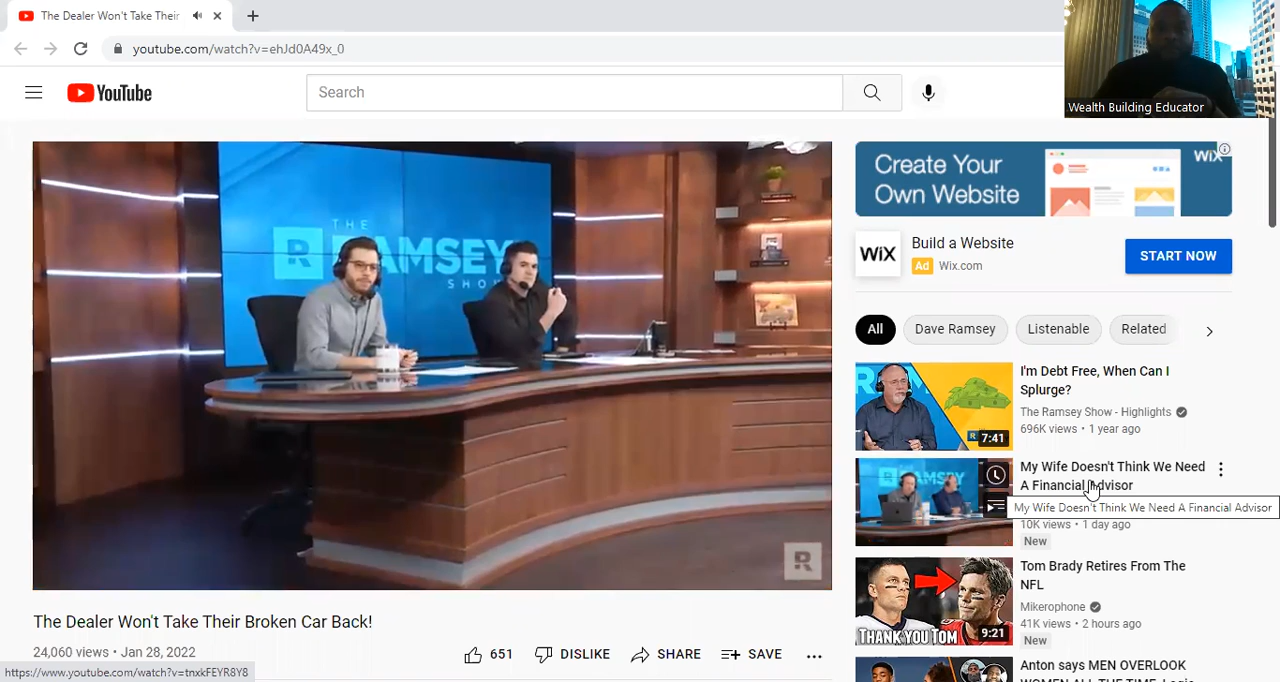 The Dealer Won't Take Their
youtube.com/watch?v=ehJd0A49x_0
YouTube
Search
Wealth Building Educator
THE
R RAMSEY
SHOW
R
Create Your
Own Website
WiX
WiX
Build a Website
Ad Wix.com
START NOW
All
Dave Ramsey
Listenable
Related
I'm Debt Free, When Can I
Splurge?
The Ramsey Show - Highlights
696K views • 1 year ago
7:41
My Wife Doesn't Think We Need
A Financial Advisor
My Wife Doesn't Think We Need A Financial Advisor
10K views • 1 day ago
New
RAMSEY
Tom Brady Retires From The
NFL
Mikerophone
41K views • 2 hours ago
New
THANK YOU TOM
9:21
Anton says MEN OVERLOOK
WOMEN ALL THE TIME. Logic
The Dealer Won't Take Their Broken Car Back!
24,060 views • Jan 28, 2022
651
DISLIKE
SHARE
SAVE
https://www.youtube.com/watch?v=tnxkFEYR8Y8